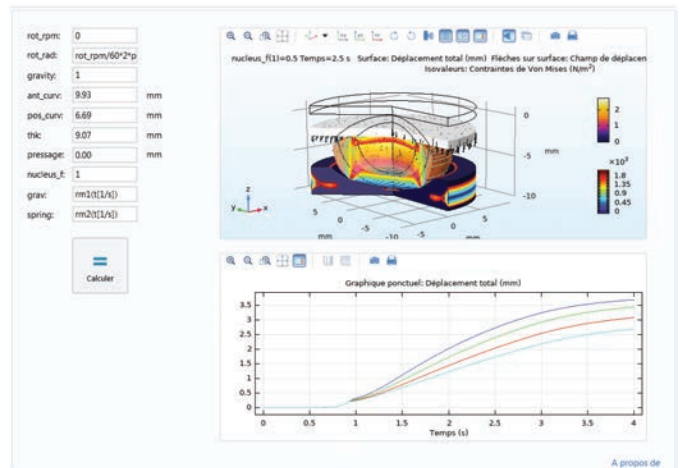 rot_rpm: 0
rot_rad: rot_rpm/60*2*p
gravity: 1
ant_curv: 9.93 mm
pos_curv: 6.69 mm
thk: 9.07 mm
pressage: 0.00 mm
nucleus_f: 1
grav: rm1(t[1/s])
spring: rm2(t[1/s])
=
Calculer
nucleus_f(1)=0.5 Temps=2.5 s Surface: Déplacement total (mm) Flèches sur surface: Champ de déplacen
Isovaleurs: Contraintes de Von Mises (N/m²)
2
1
0
×10³
1.8
1.35
0.9
0.45
0
0
-5
-10
mm
z
y
x
5
0
-5
-10
mm
5
0
-5
mm
Graphique ponctuel: Déplacement total (mm)
3.5
3
2.5
2
1.5
1
0.5
0
0 0.5 1 1.5 2 2.5 3 3.5 4
Temps (s)
A propos de